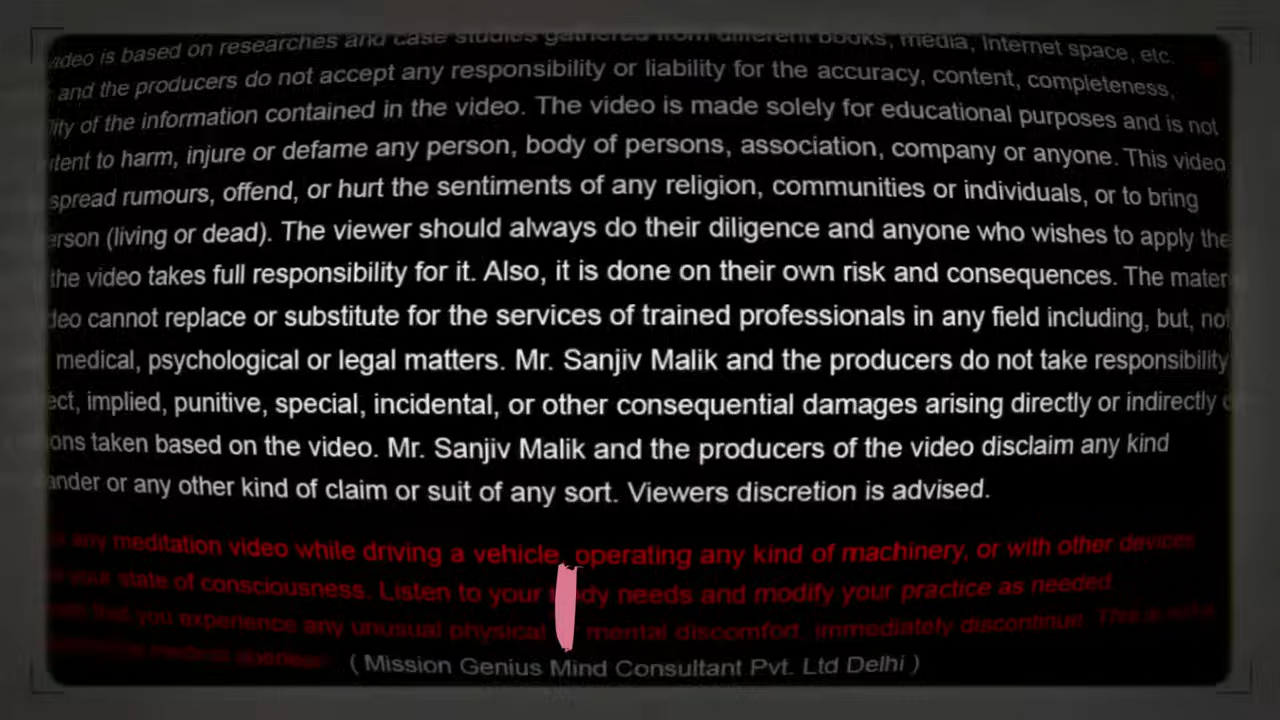 video is based on researches and case studies gathered from different books, media, Internet space, etc.
and the producers do not accept any responsibility or liability for the accuracy, content, completeness,
of the information contained in the video. The video is made solely for educational purposes and is not
to harm, injure or defame any person, body of persons, association, company or anyone. This video
spread rumours, offend, or hurt the sentiments of any religion, communities or individuals, or to bring
(living or dead). The viewer should always do their diligence and anyone who wishes to apply the
the video takes full responsibility for it. Also, it is done on their own risk and consequences. The mater
cannot replace or substitute for the services of trained professionals in any field including, but, not
medical, psychological or legal matters. Mr. Sanjiv Malik and the producers do not take responsibility
implied, punitive, special, incidental, or other consequential damages arising directly or indirectly
ons taken based on the video. Mr. Sanjiv Malik and the producers of the video disclaim any kind
ander or any other kind of claim or suit of any sort. Viewers discretion is advised.
any meditation video while driving a vehicle, operating any kind of machinery, or with other devices
your state of consciousness. Listen to your needs and modify your practice as needed
that you experience any unusual physical mental discomfort, immediately discontinue. This is
( Mission Genius Mind Consultant Pvt. Ltd Delhi )